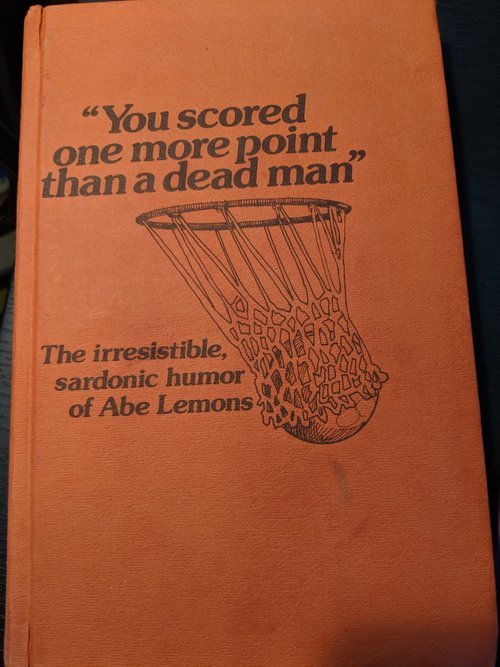 “You scored
one more point
than a dead man”
The irresistible,
sardonic humor
of Abe Lemons